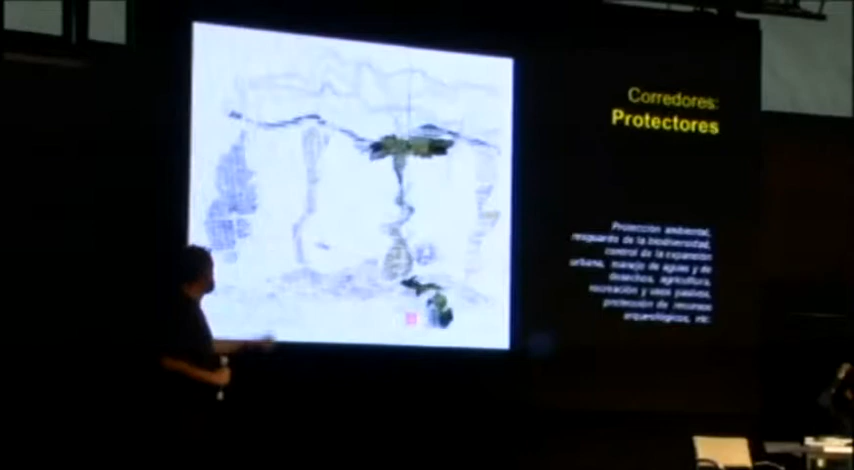 Corredores:
Protectores
Protección ambiental,
resguardo de la biodiversidad,
control de la expansión
urbana, manejo de aguas y de
desechos, agricultura,
recreación y usos pasivos,
protección de recursos
arqueológicos, etc.